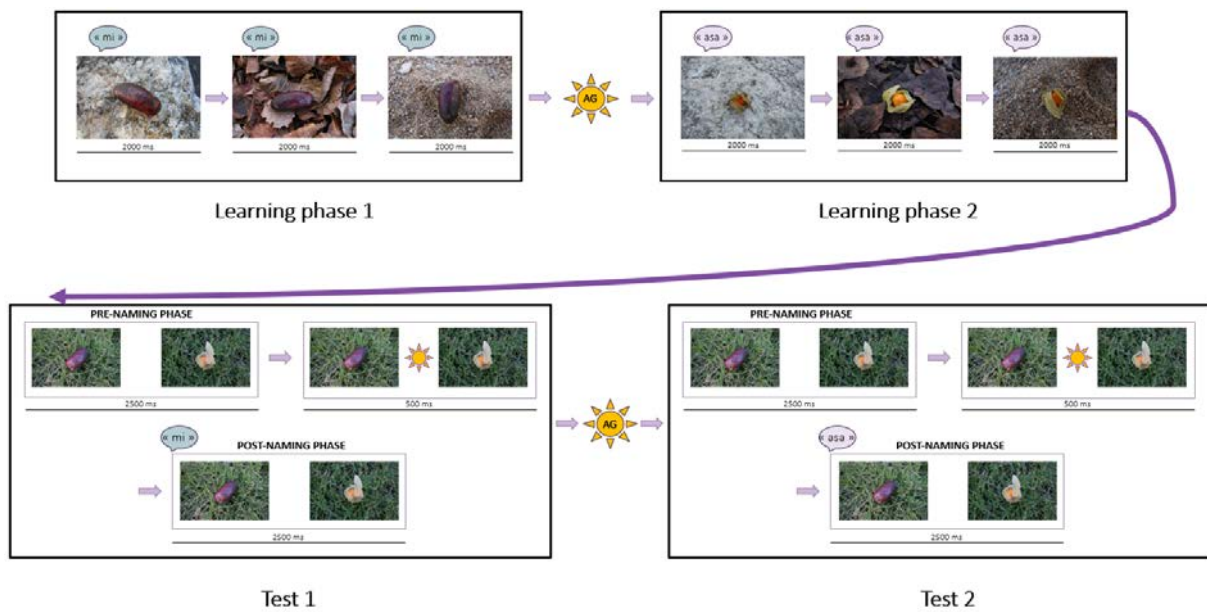 « mi »
« mi »
« mi »
2000 ms
2000 ms
2000 ms
Learning phase 1
AG
« asa »
« asa »
« asa »
2000 ms
2000 ms
2000 ms
Learning phase 2
PRE-NAMING PHASE
2500 ms
500 ms
« mi »
POST-NAMING PHASE
2500 ms
Test 1
AG
PRE-NAMING PHASE
2500 ms
500 ms
« asa »
POST-NAMING PHASE
2500 ms
Test 2